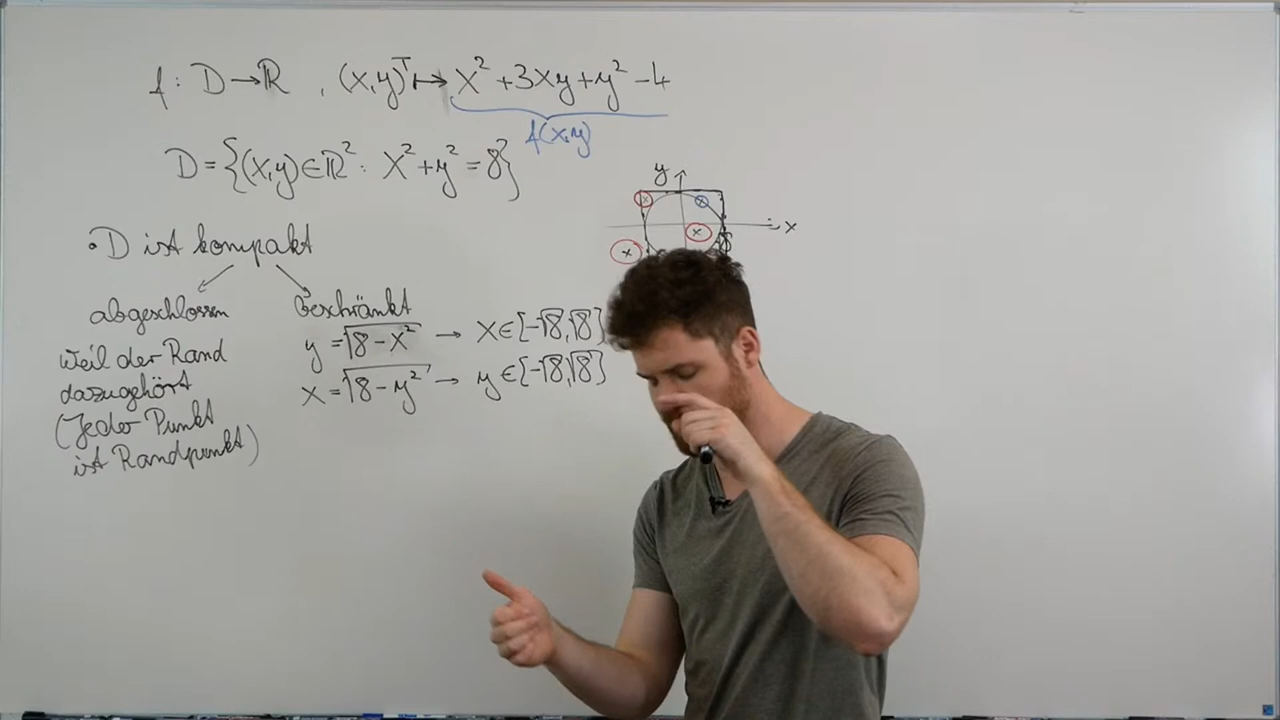 f: D→ℝ , (x,y)ᵀ ↦ x² +3xy+y² -4
f(x,y)
D = {(x,y)∈ℝ² : x² + y² = 8}
y
x
x x
x x
• D ist kompakt
abgeschlossen
weil der Rand
dazugehört
(Jeder Punkt
ist Randpunkt)
beschränkt
y = √8-x² → x∈[-√8,√8]
x = √8-y² → y∈[-√8,√8]